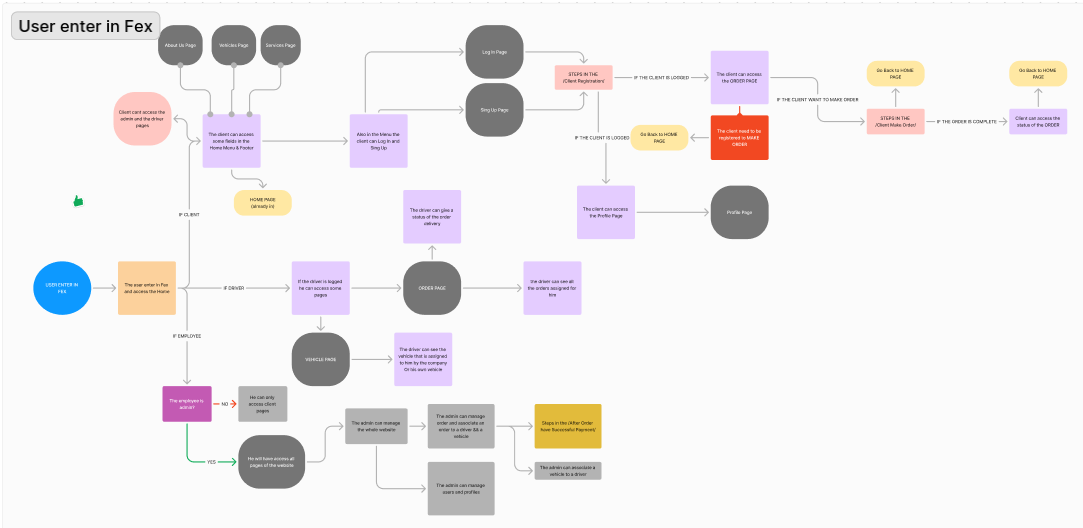 User enter in Fex
About Us Page
Vehicles Page
Services Page
Client cant access the
admin and the driver
pages
The client can access
some fields in the
Home Menu & Footer
HOME PAGE
(already in)
Also in the Menu the
client can Log In and
Sing Up
Log In Page
Sing Up Page
STEPS IN THE
/Client Registration/
IF THE CLIENT IS LOGGED
The client can access
the ORDER PAGE
The client need to be
registered to MAKE
ORDER
Go Back to HOME
PAGE
IF THE CLIENT IS LOGGED
The client can access
the Profile Page
Profile Page
IF THE CLIENT WANT TO MAKE ORDER
Go Back to HOME
PAGE
STEPS IN THE
/Client Make Order/
IF THE ORDER IS COMPLETE
Go Back to HOME
PAGE
Client can access the
status of the ORDER
IF CLIENT
USER ENTER IN
FEX
The user enter in Fex
and access the Home
IF DRIVER
If the driver is logged
he can access some
pages
ORDER PAGE
The driver can give a
status of the order
delivery
the driver can see all
the orders assigned for
him
VEHICLE PAGE
The driver can see the
vehicle that is assigned
to him by the company
Or his own vehicle
IF EMPLOYEE
The employee is
admin?
NO
He can only
access client
pages
YES
He will have access all
pages of the website
The admin can manage
the whole website
The admin can manage
order and associate an
order to a driver && a
vehicle
Steps in the /After Order
have Successful Payment/
The admin can associate a
vehicle to a driver
The admin can manage
users and profiles